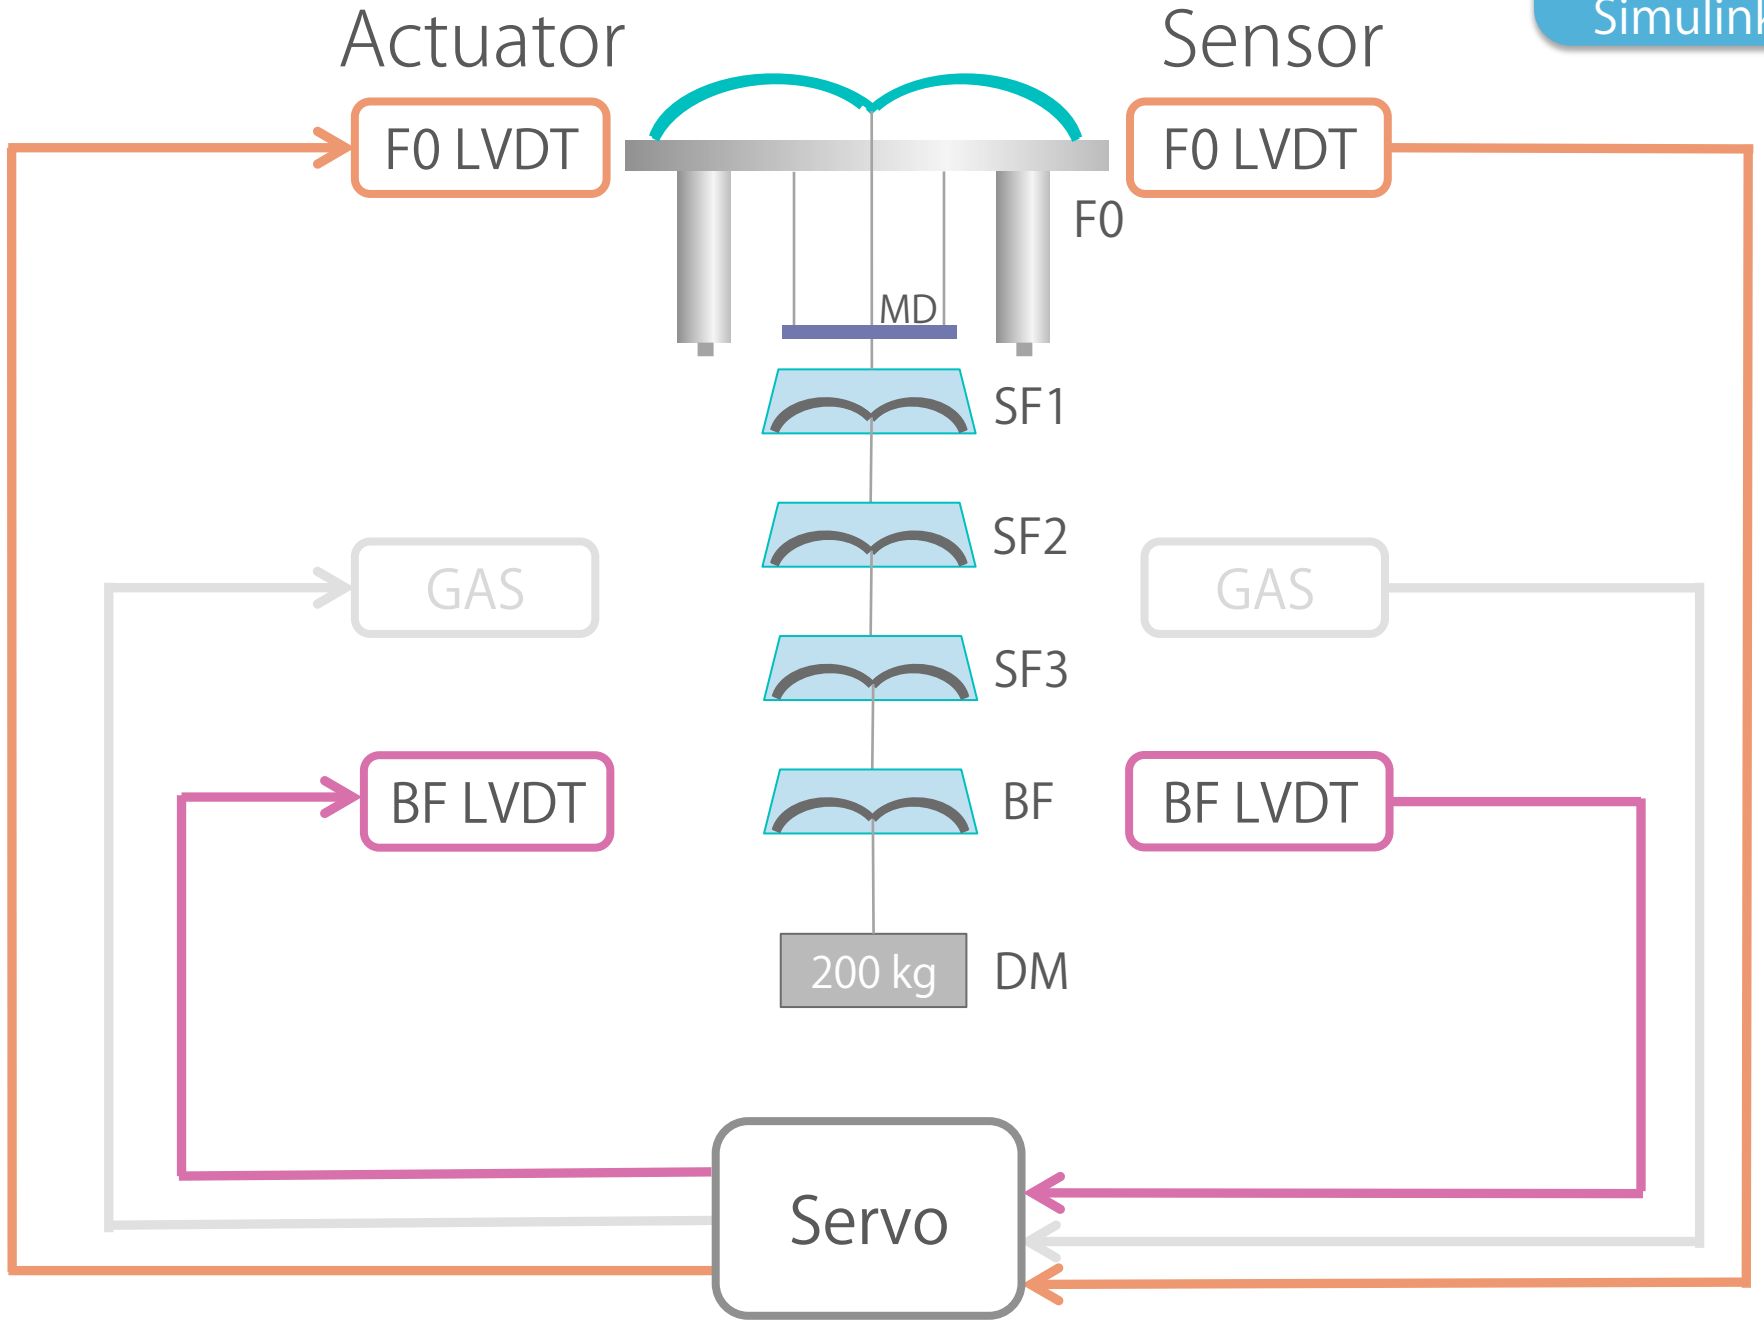 Actuator
Sensor
Simulink
F0 LVDT
F0 LVDT
F0
MD
SF1
SF2
GAS
GAS
SF3
BF LVDT
BF
BF LVDT
200 kg
DM
Servo